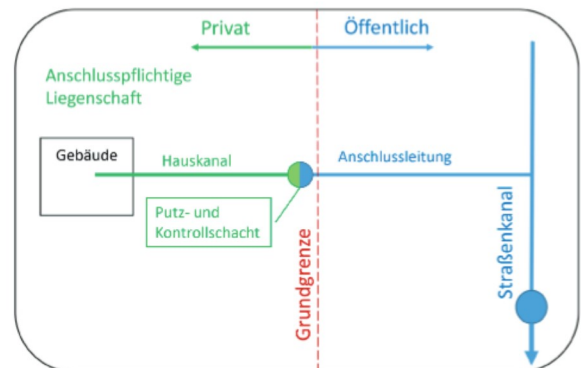 Privat
Öffentlich
Anschlusspflichtige
Liegenschaft
Gebäude
Hauskanal
Anschlussleitung
Putz- und
Kontrollschacht
Grundgrenze
Straßenkanal